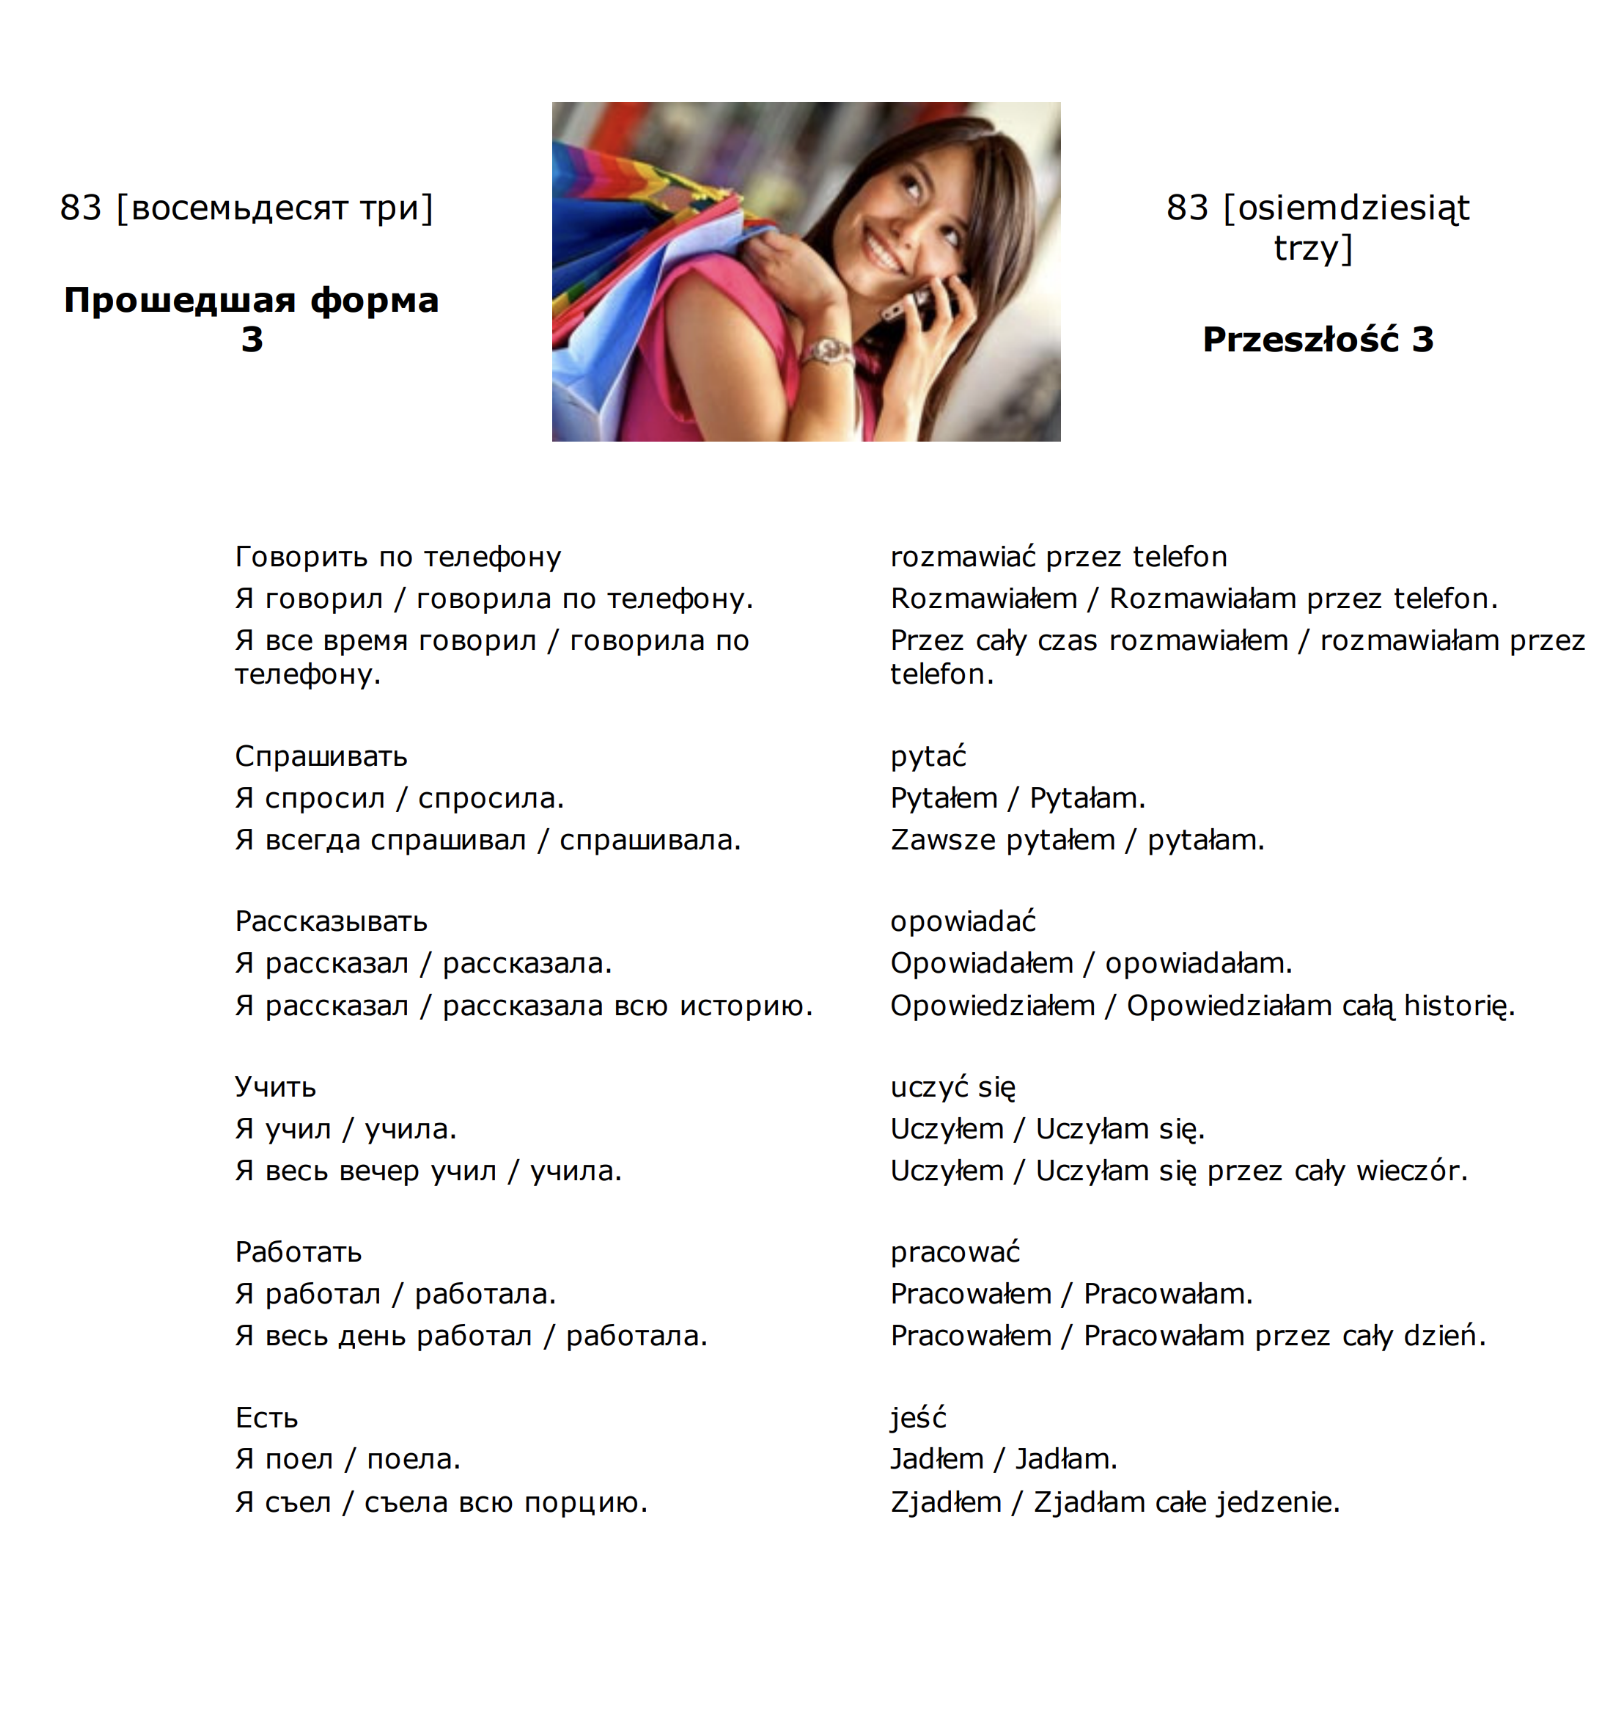 83 [восемьдесят три]
Прошедшая форма
3
83 [osiemdziesiąt
trzy]
Przeszłość 3
Говорить по телефону
rozmawiać przez telefon
Я говорил / говорила по телефону.
Rozmawiałem / Rozmawiałam przez telefon.
Я все время говорил / говорила по
телефону.
Przez cały czas rozmawiałem / rozmawiałam przez
telefon.
Спрашивать
pytać
Я спросил / спросила.
Pytałem / Pytałam.
Я всегда спрашивал / спрашивала.
Zawsze pytałem / pytałam.
Рассказывать
opowiadać
Я рассказал / рассказала.
Opowiadałem / opowiadałam.
Я рассказал / рассказала всю историю.
Opowiedziałem / Opowiedziałam całą historię.
Учить
uczyć się
Я учил / учила.
Uczyłem / Uczyłam się.
Я весь вечер учил / учила.
Uczyłem / Uczyłam się przez cały wieczór.
Работать
pracować
Я работал / работала.
Pracowałem / Pracowałam.
Я весь день работал / работала.
Pracowałem / Pracowałam przez cały dzień.
Есть
jeść
Я поел / поела.
Jadłem / Jadłam.
Я съел / съела всю порцию.
Zjadłem / Zjadłam całe jedzenie.